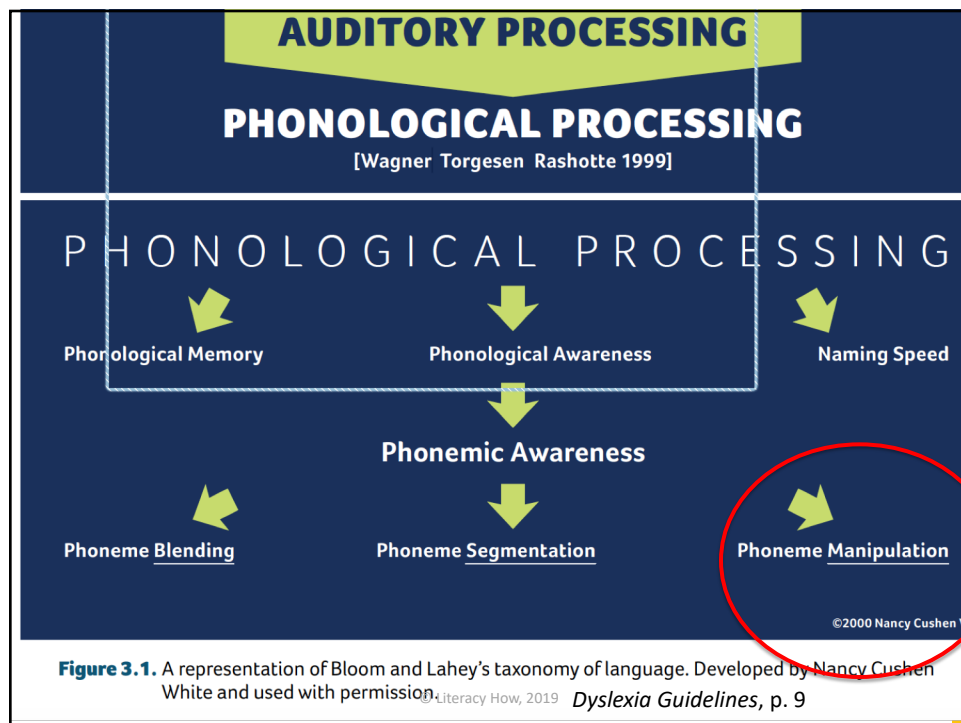 AUDITORY PROCESSING
PHONOLOGICAL PROCESSING
[Wagner Torgesen Rashotte 1999]
PHONOLOGICAL PROCESSING
Phonological Memory Phonological Awareness Naming Speed
Phonemic Awareness
Phoneme Blending Phoneme Segmentation Phoneme Manipulation
©2000 Nancy Cushen
Figure 3.1. A representation of Bloom and Lahey's taxonomy of language. Developed by Nancy Cushen
White and used with permission. © Literacy How, 2019 Dyslexia Guidelines, p. 9